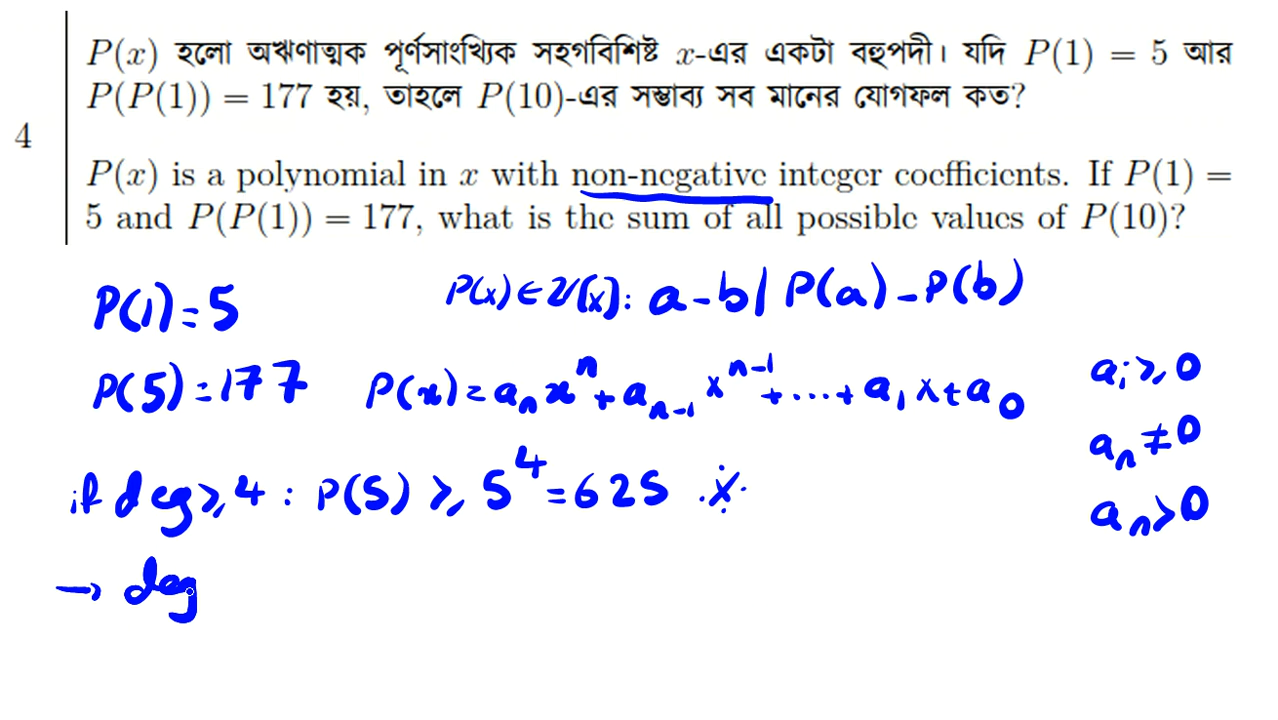 P(x) হলো অঋণাত্মক পূর্ণসাংখ্যিক সহগবিশিষ্ট x-এর একটা বহুপদী। যদি P(1) = 5 আর
P(P(1)) = 177 হয়, তাহলে P(10)-এর সম্ভাব্য সব মানের যোগফল কত?
4
P(x) is a polynomial in x with non-negative integer coefficients. If P(1) =
5 and P(P(1)) = 177, what is the sum of all possible values of P(10)?
P(1) = 5
P(x) ∈ ℤ[x] : a - b | P(a) - P(b)
P(5) = 177
P(x) = aₙxⁿ + aₙ₋₁xⁿ⁻¹ + ... + a₁x + a₀
aᵢ ≥ 0
aₙ ≠ 0
if deg ≥ 4 : P(5) ≥ 5⁴ = 625 ※
aₙ > 0
→ deg